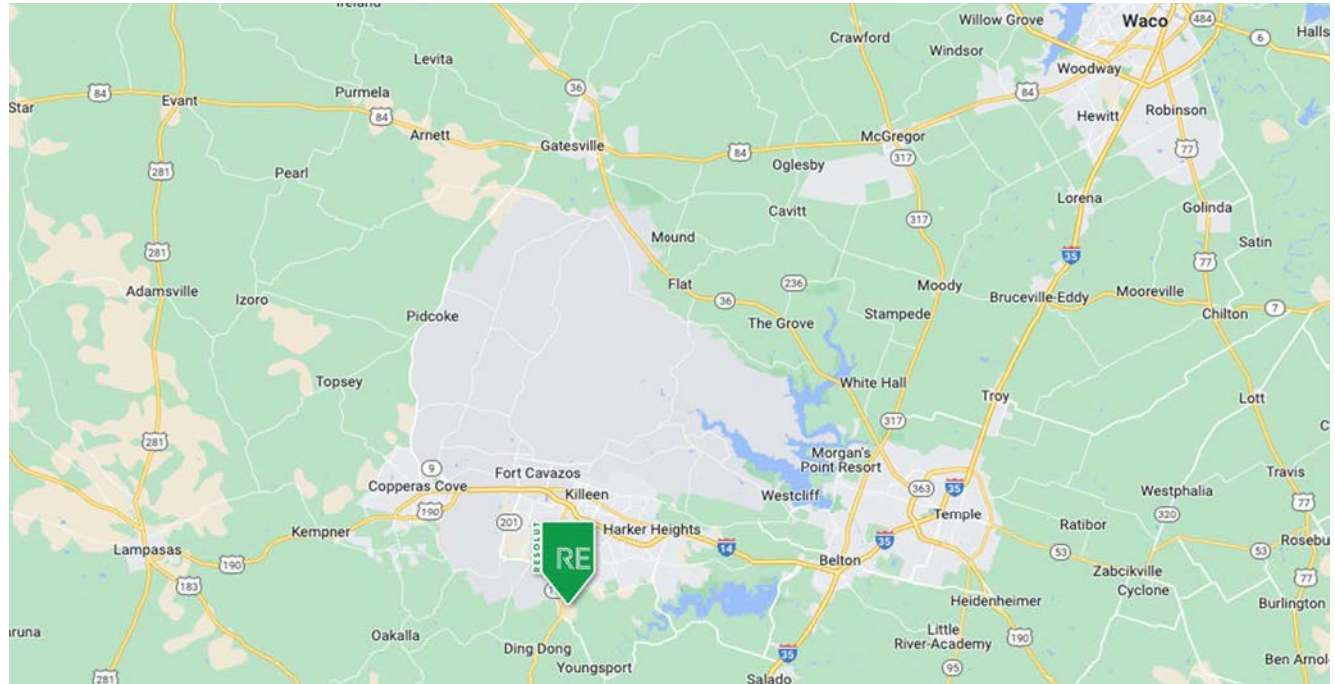 Ireland
Willow Grove
Waco
484
Halls
Crawford
Windsor
6
Levita
Woodway
36
84
Star
84
Evant
Purmela
84
Hewitt
Robinson
Arnett
McGregor
77
Gatesville
84
317
Oglesby
281
Pearl
Lorena
Golinda
Cavitt
317
Mound
Satin
281
35
77
Flat
236
Moody
Adamsville
Izoro
36
Bruceville-Eddy
Mooreville
7
Pidcoke
The Grove
Stampede
Chilton
Topsey
White Hall
Troy
Lott
317
281
Morgan's
Point Resort
C
9
Fort Cavazos
Travis
Copperas Cove
Killeen
Westcliff
363
35
Westphalia
77
190
201
Temple
320
Kempner
Harker Heights
Ratibor
Lampasas
RESOLUT
RE
14
35
53
53
Rosebu
190
Belton
Zabcikville
77
183
Cyclone
Heidenheimer
Burlington
aruna
Oakalla
Ding Dong
Little
River-Academy
190
Youngsport
35
95
Ben Arnol
281
Salado